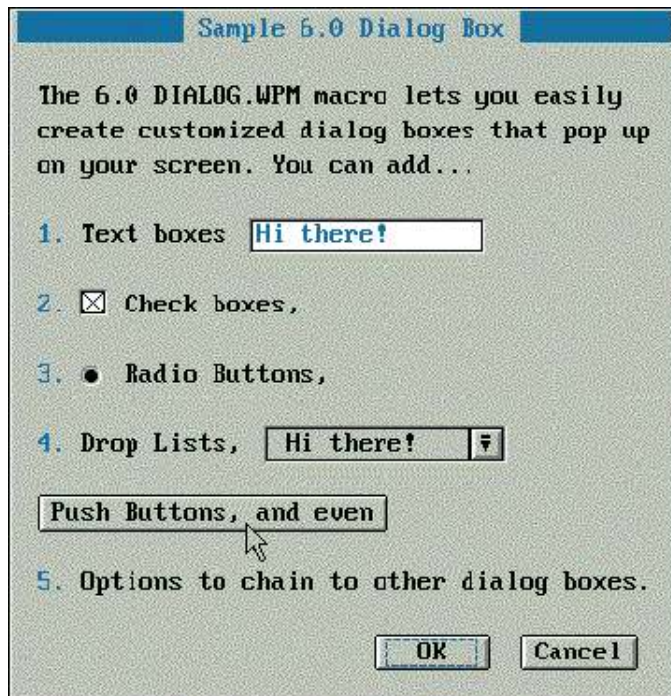 Sample 6.0 Dialog Box
The 6.0 DIALOG.WPM macro lets you easily
create customized dialog boxes that pop up
on your screen. You can add...
1. Text boxes Hi there!
2. Check boxes,
3. Radio Buttons,
4. Drop Lists, Hi there!
Push Buttons, and even
5. Options to chain to other dialog boxes.
OK Cancel